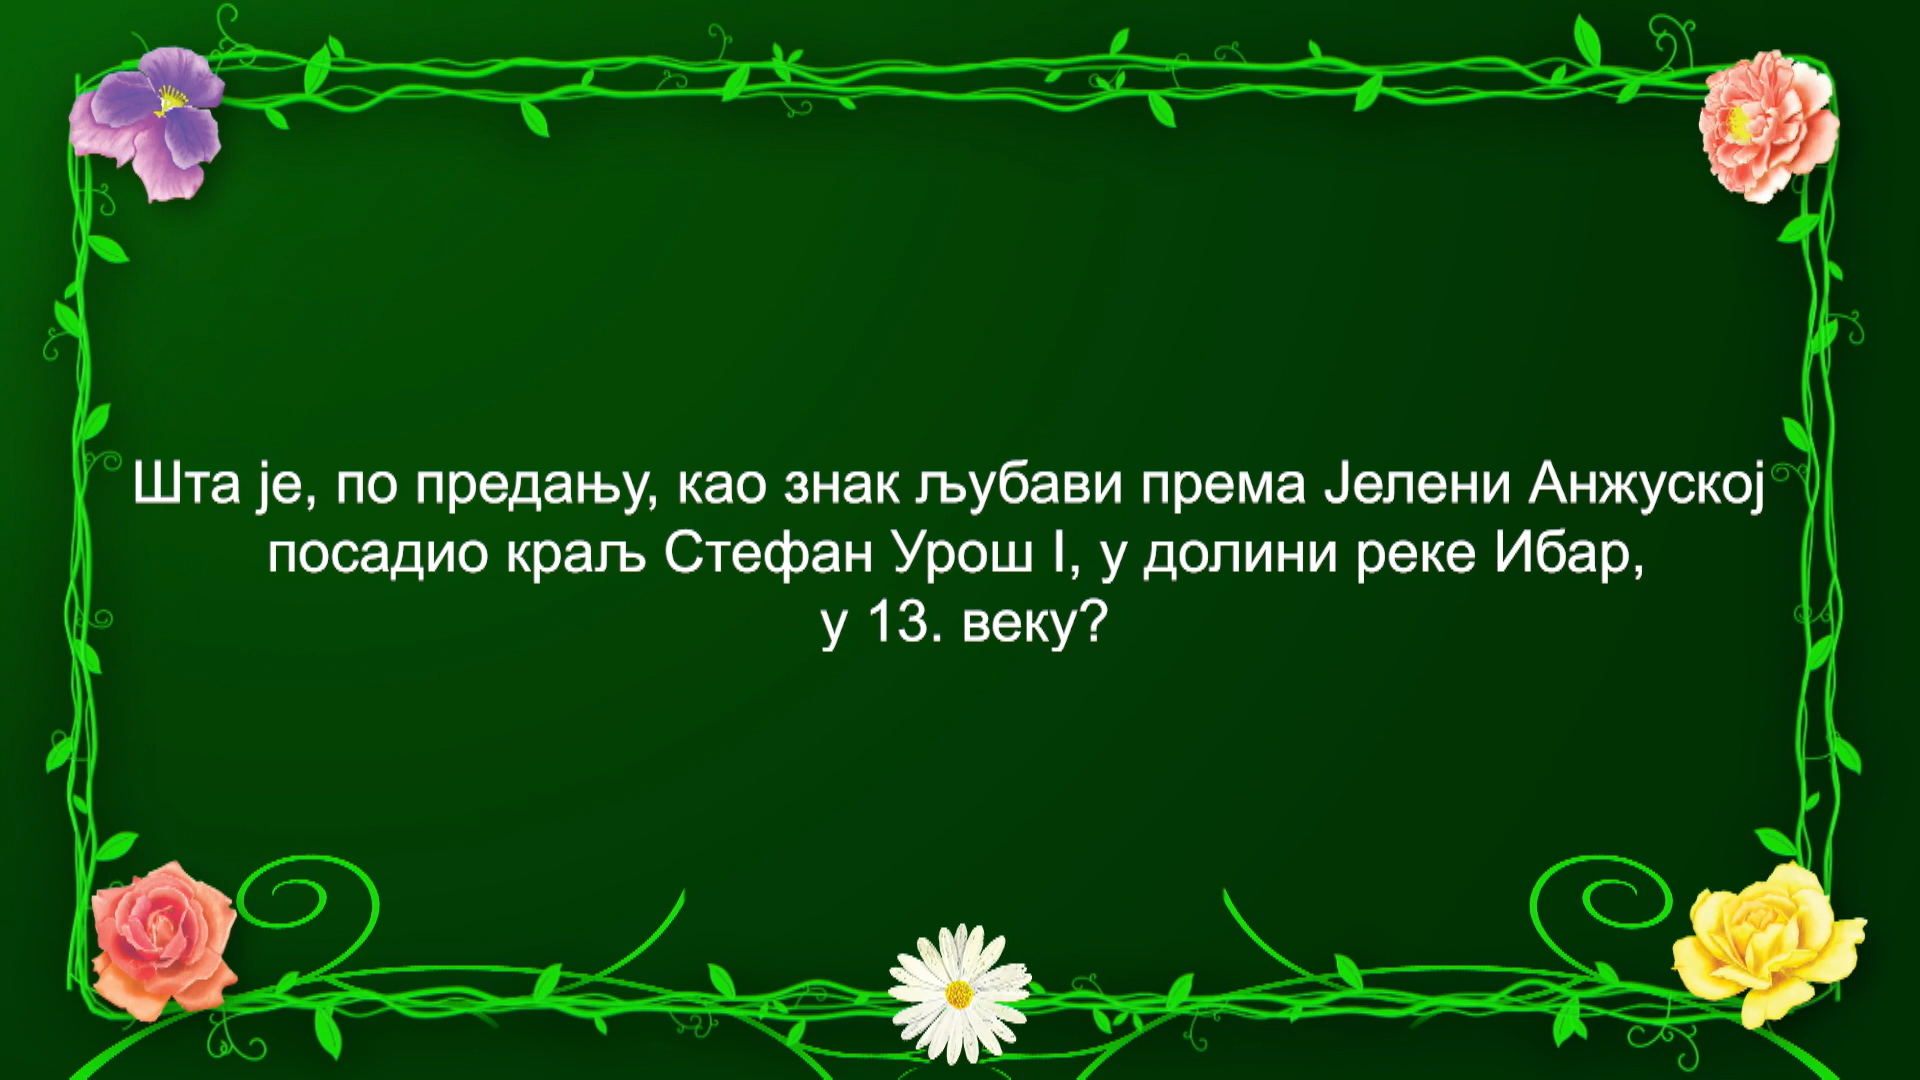 Шта је, по предању, као знак љубави према Јелени Анжуској
посадио краљ Стефан Урош I, у долини реке Ибар,
у 13. веку?